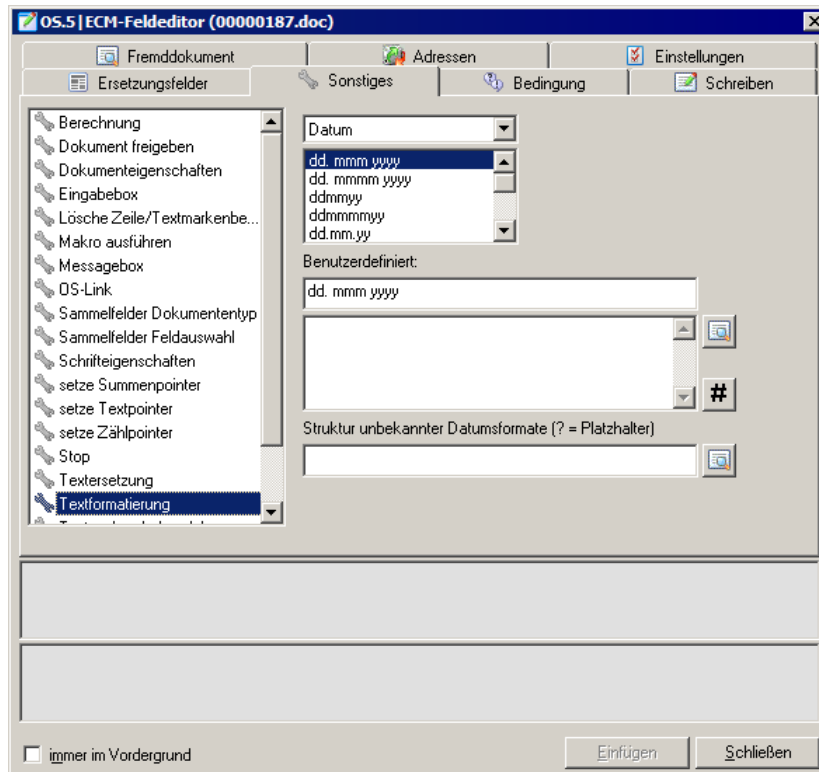 OS.5|ECM-Feldeditor (00000187.doc)
Fremddokument
Adressen
Einstellungen
Ersetzungsfelder
Sonstiges
Bedingung
Schreiben
Berechnung
Dokument freigeben
Dokumenteigenschaften
Eingabebox
Lösche Zeile/Textmarkenbe...
Makro ausführen
Messagebox
OS-Link
Sammelfelder Dokumententyp
Sammelfelder Feldauswahl
Schrifteigenschaften
setze Summenpointer
setze Textpointer
setze Zählpointer
Stop
Textersetzung
Textformatierung
Datum
dd. mmm yyyy
dd. mmmm yyyy
ddmmyy
ddmmmmyy
dd.mm.yy
Benutzerdefiniert:
dd. mmm yyyy
#
Struktur unbekannter Datumsformate (? = Platzhalter)
immer im Vordergrund
Einfügen
Schließen